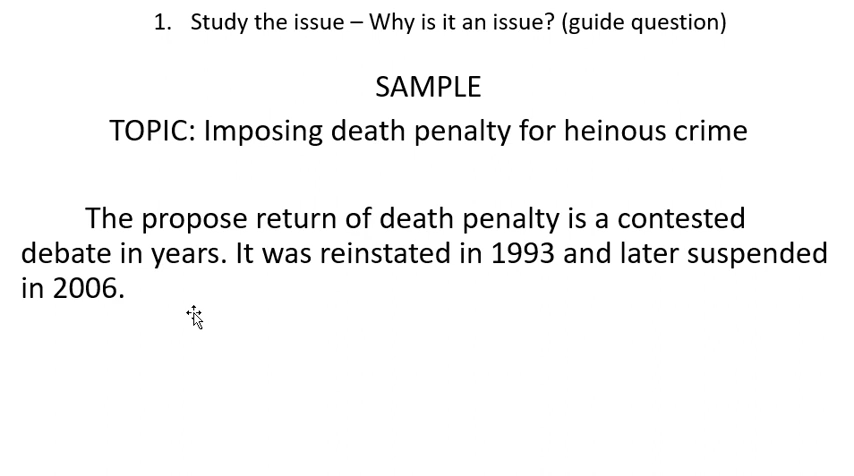 1. Study the issue – Why is it an issue? (guide question)
SAMPLE
TOPIC: Imposing death penalty for heinous crime
The propose return of death penalty is a contested
debate in years. It was reinstated in 1993 and later suspended
in 2006.